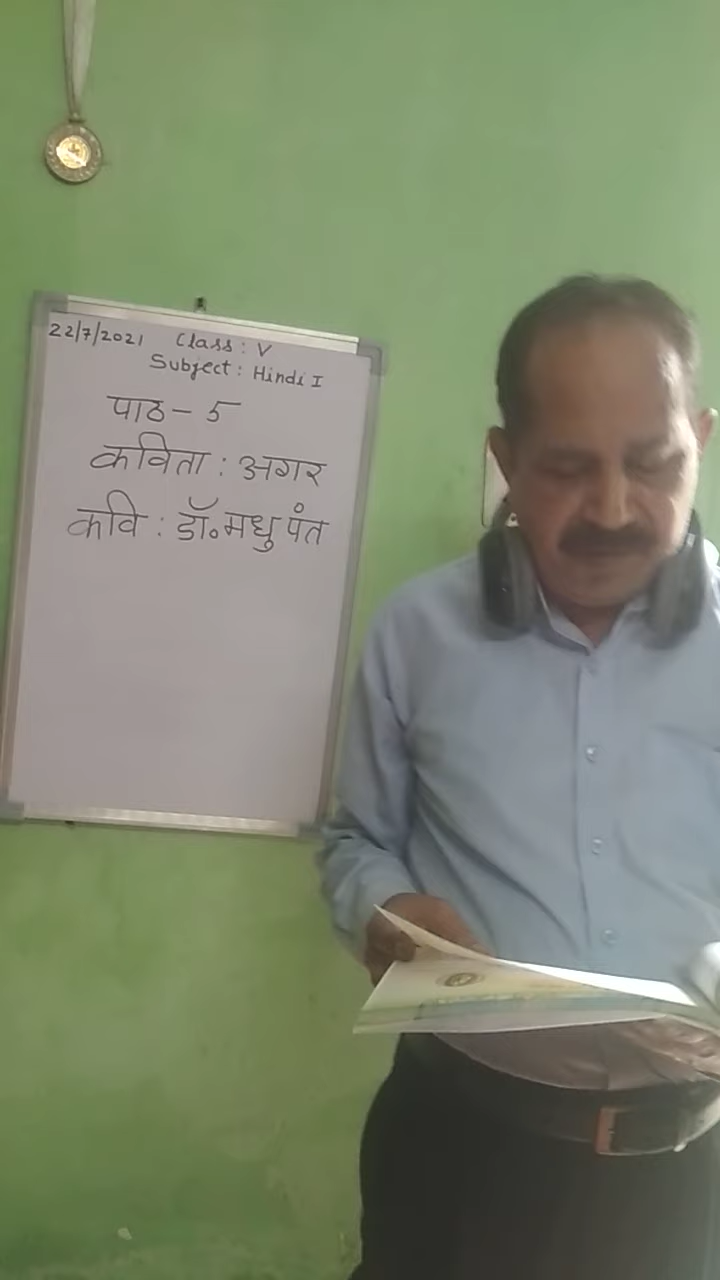 22/7/2021 Class : V
Subject : Hindi I
पाठ - 5
कविता : अगर
कवि : डॉ. मधु पंत